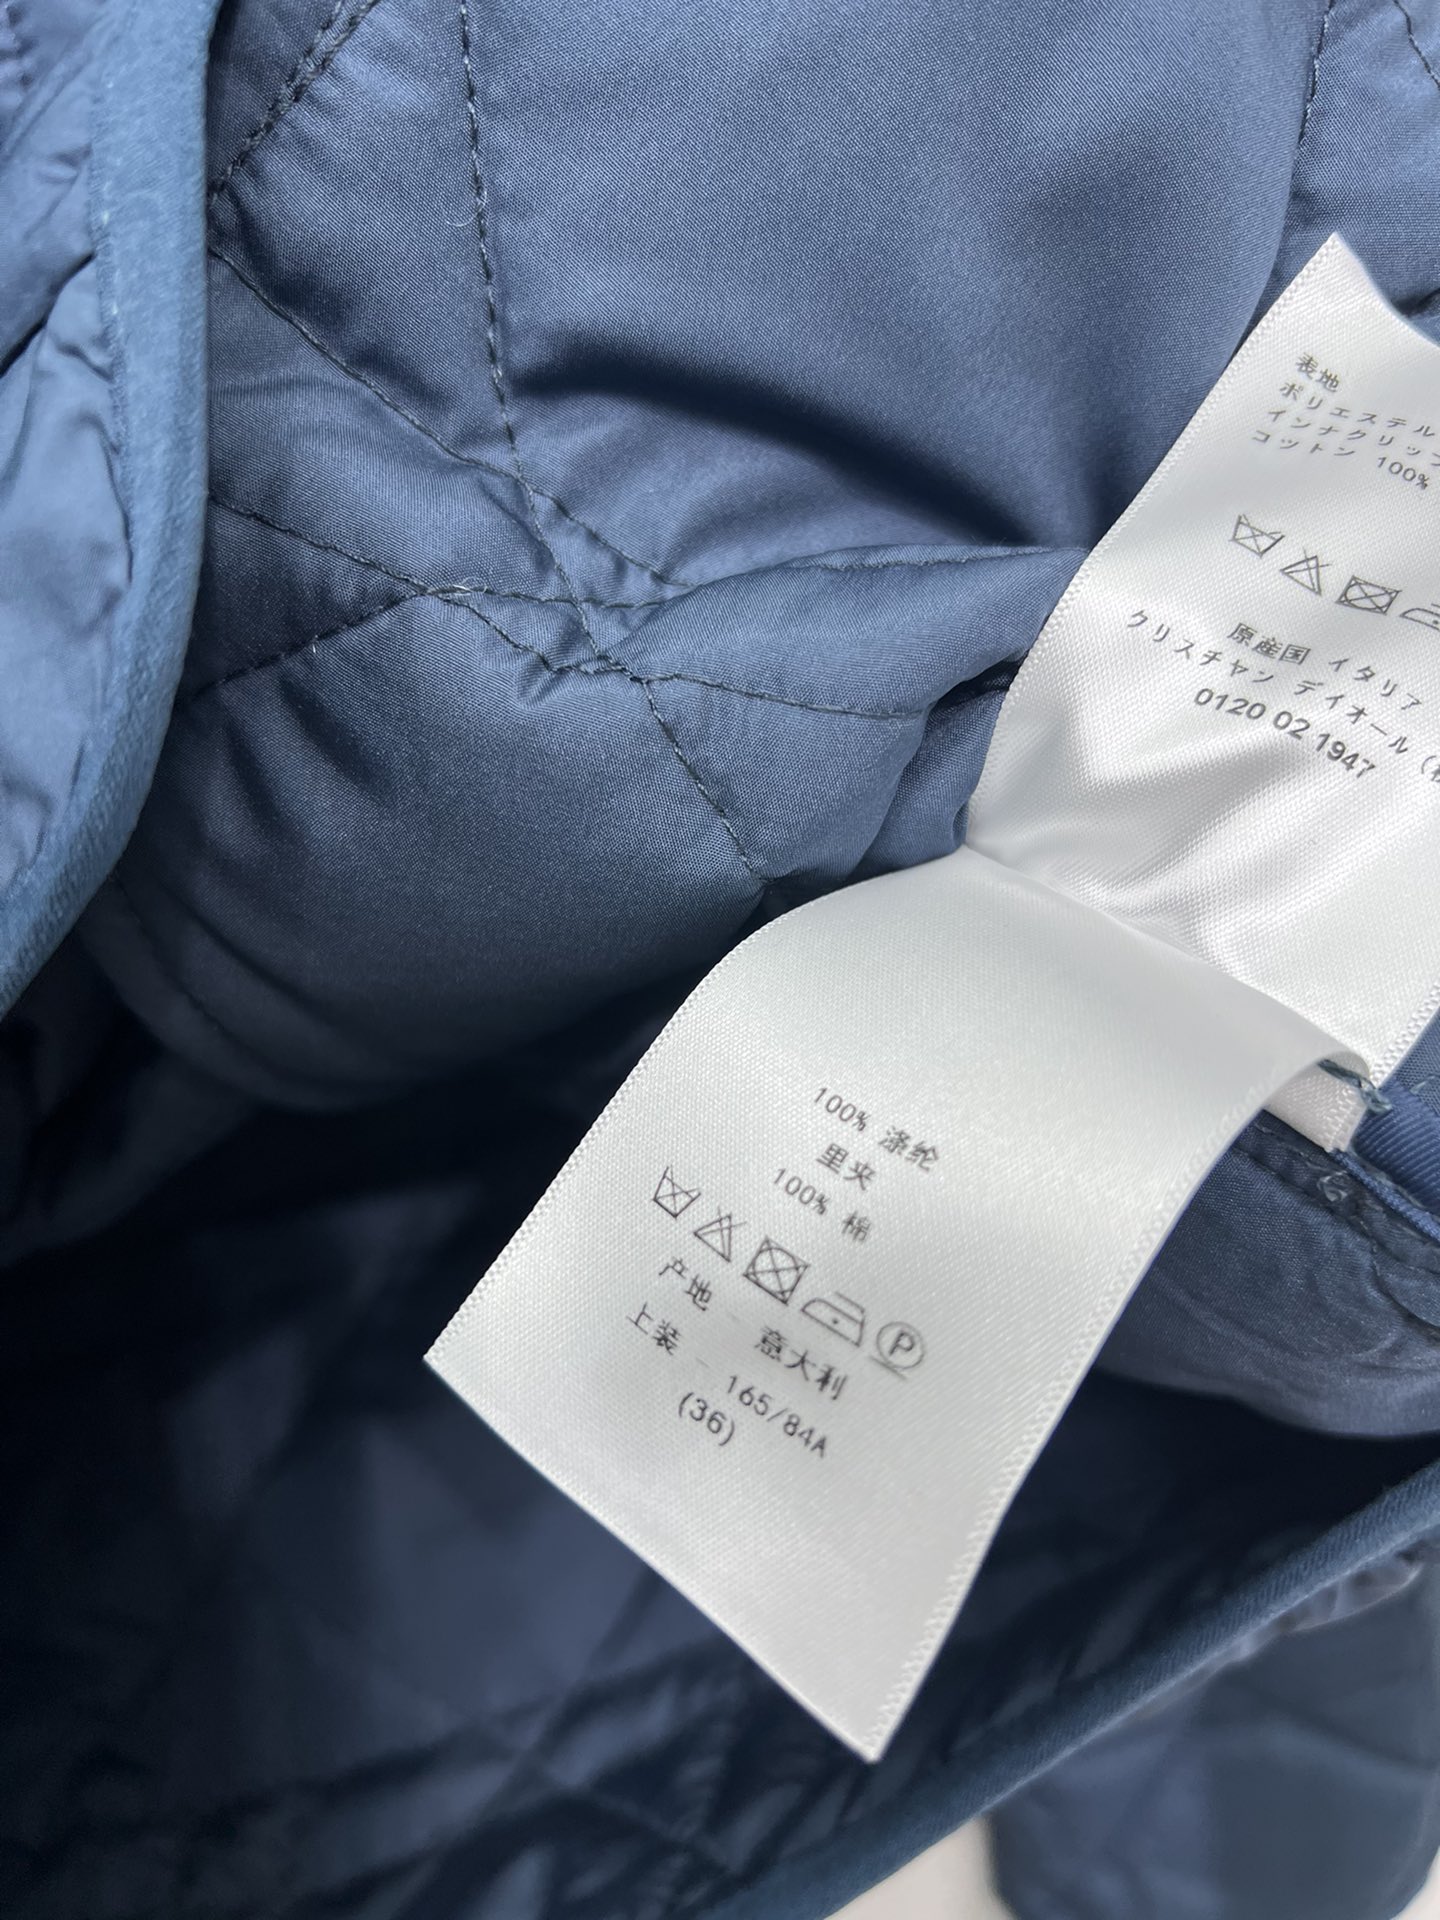 表地
ポリエステル
インナクリップ
コットン 100%
原産国 イタリア
クリスチャン ディオール
0120 02 1947
100% 涤纶
里夹
100% 棉
P
产地 意大利
上装 165/84A
(36)